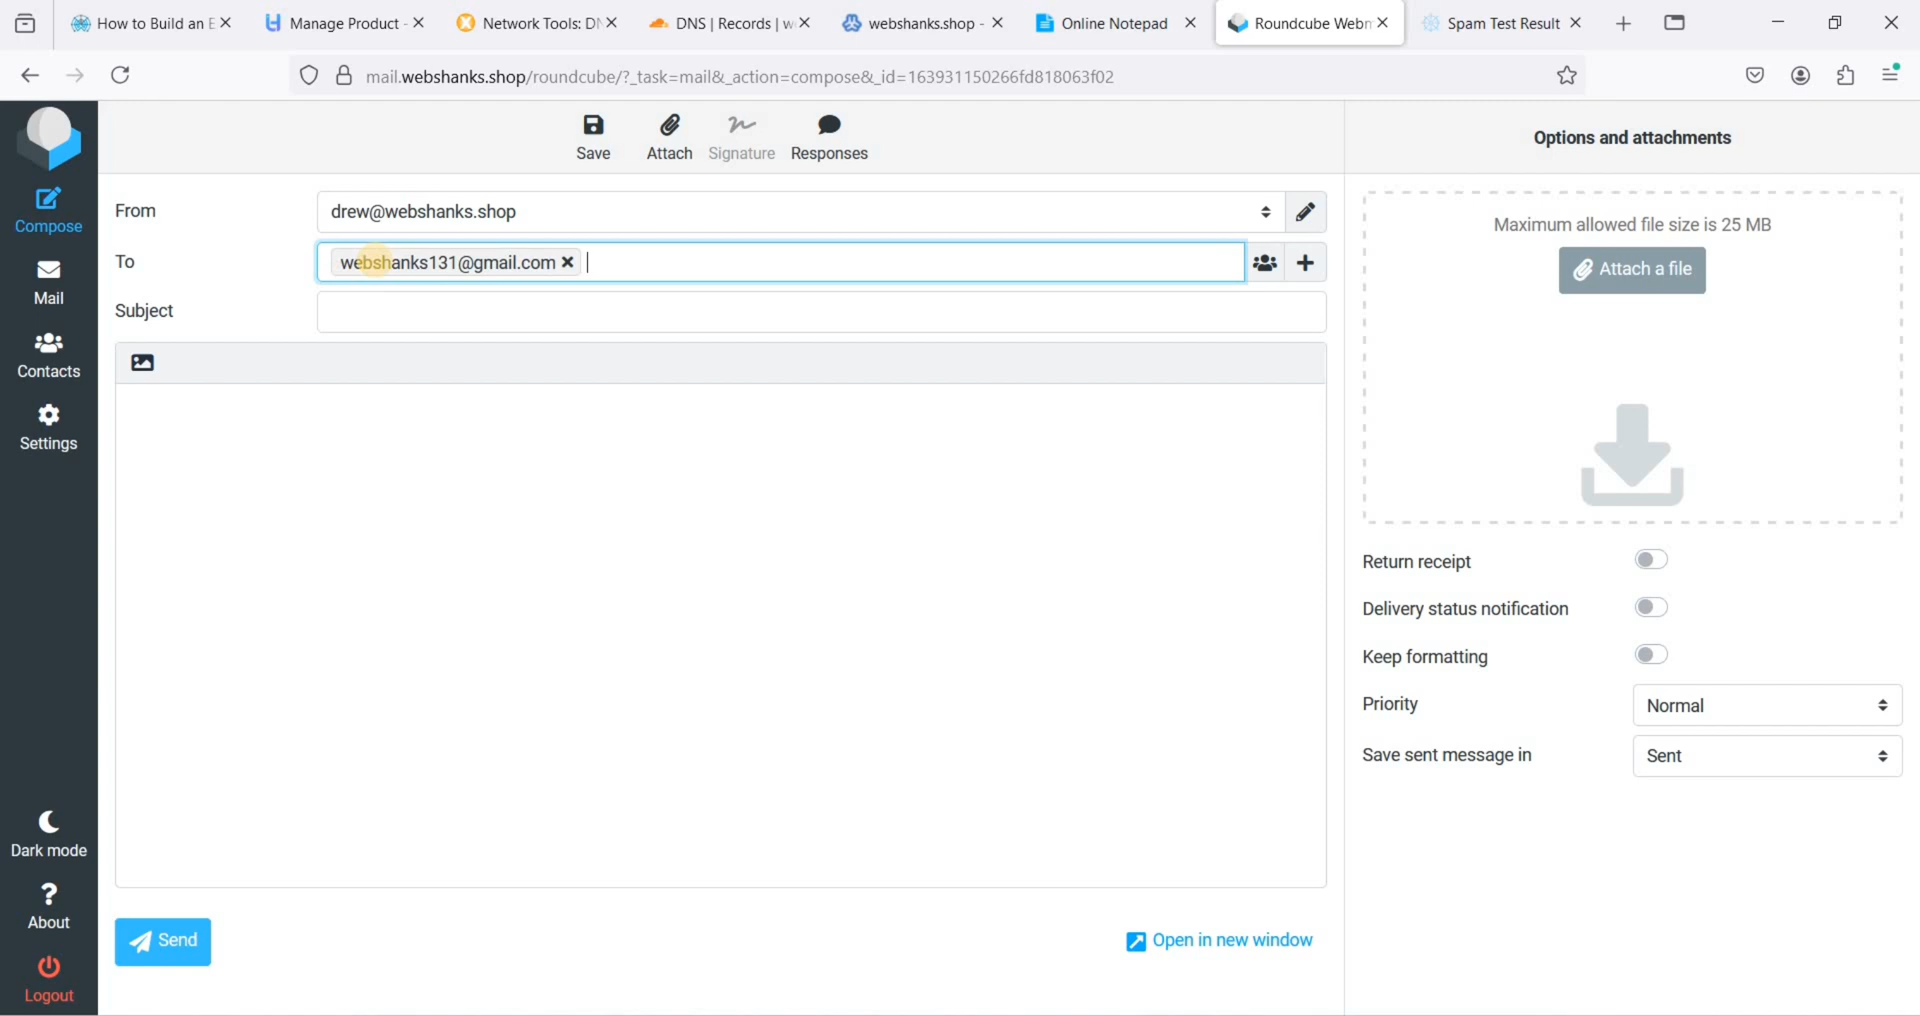 How to Build an E
Manage Product -
Network Tools: DN
DNS | Records | w
webshanks.shop -
Online Notepad
Roundcube Webm
Spam Test Result
mail.webshanks.shop/roundcube/?_task=mail&_action=compose&_id=163931150266fd818063f02
Compose
Mail
Contacts
Settings
Dark mode
About
Logout
Save
Attach
Signature
Responses
From
drew@webshanks.shop
To
webshanks131@gmail.com
Subject
Send
Open in new window
Options and attachments
Maximum allowed file size is 25 MB
Attach a file
Return receipt
Delivery status notification
Keep formatting
Priority
Normal
Save sent message in
Sent